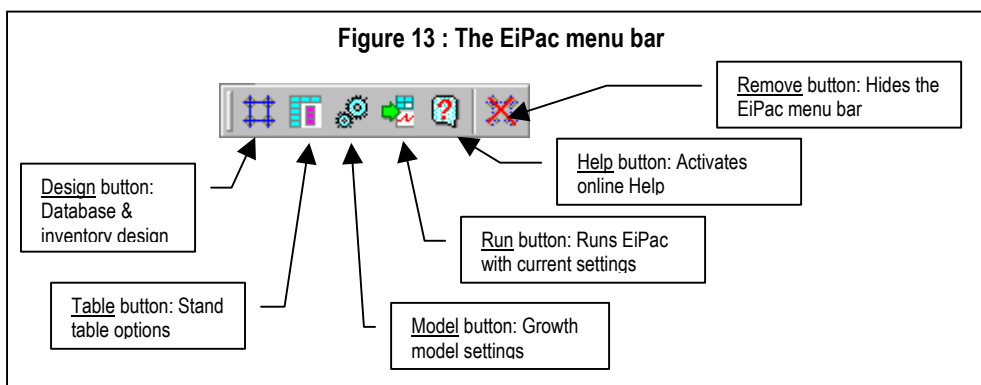 Figure 13 : The EiPac menu bar
Remove button: Hides the
EiPac menu bar
Help button: Activates
online Help
Design button:
Database &
inventory design
Run button: Runs EiPac
with current settings
Table button: Stand
table options
Model button: Growth
model settings